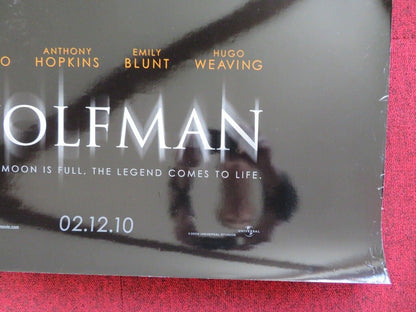 O ANTHONY EMILY HUGO
HOPKINS BLUNT WEAVING
OLFMAN
MOON IS FULL, THE LEGEND COMES TO LIFE.
02.12.10
UNIVERSAL